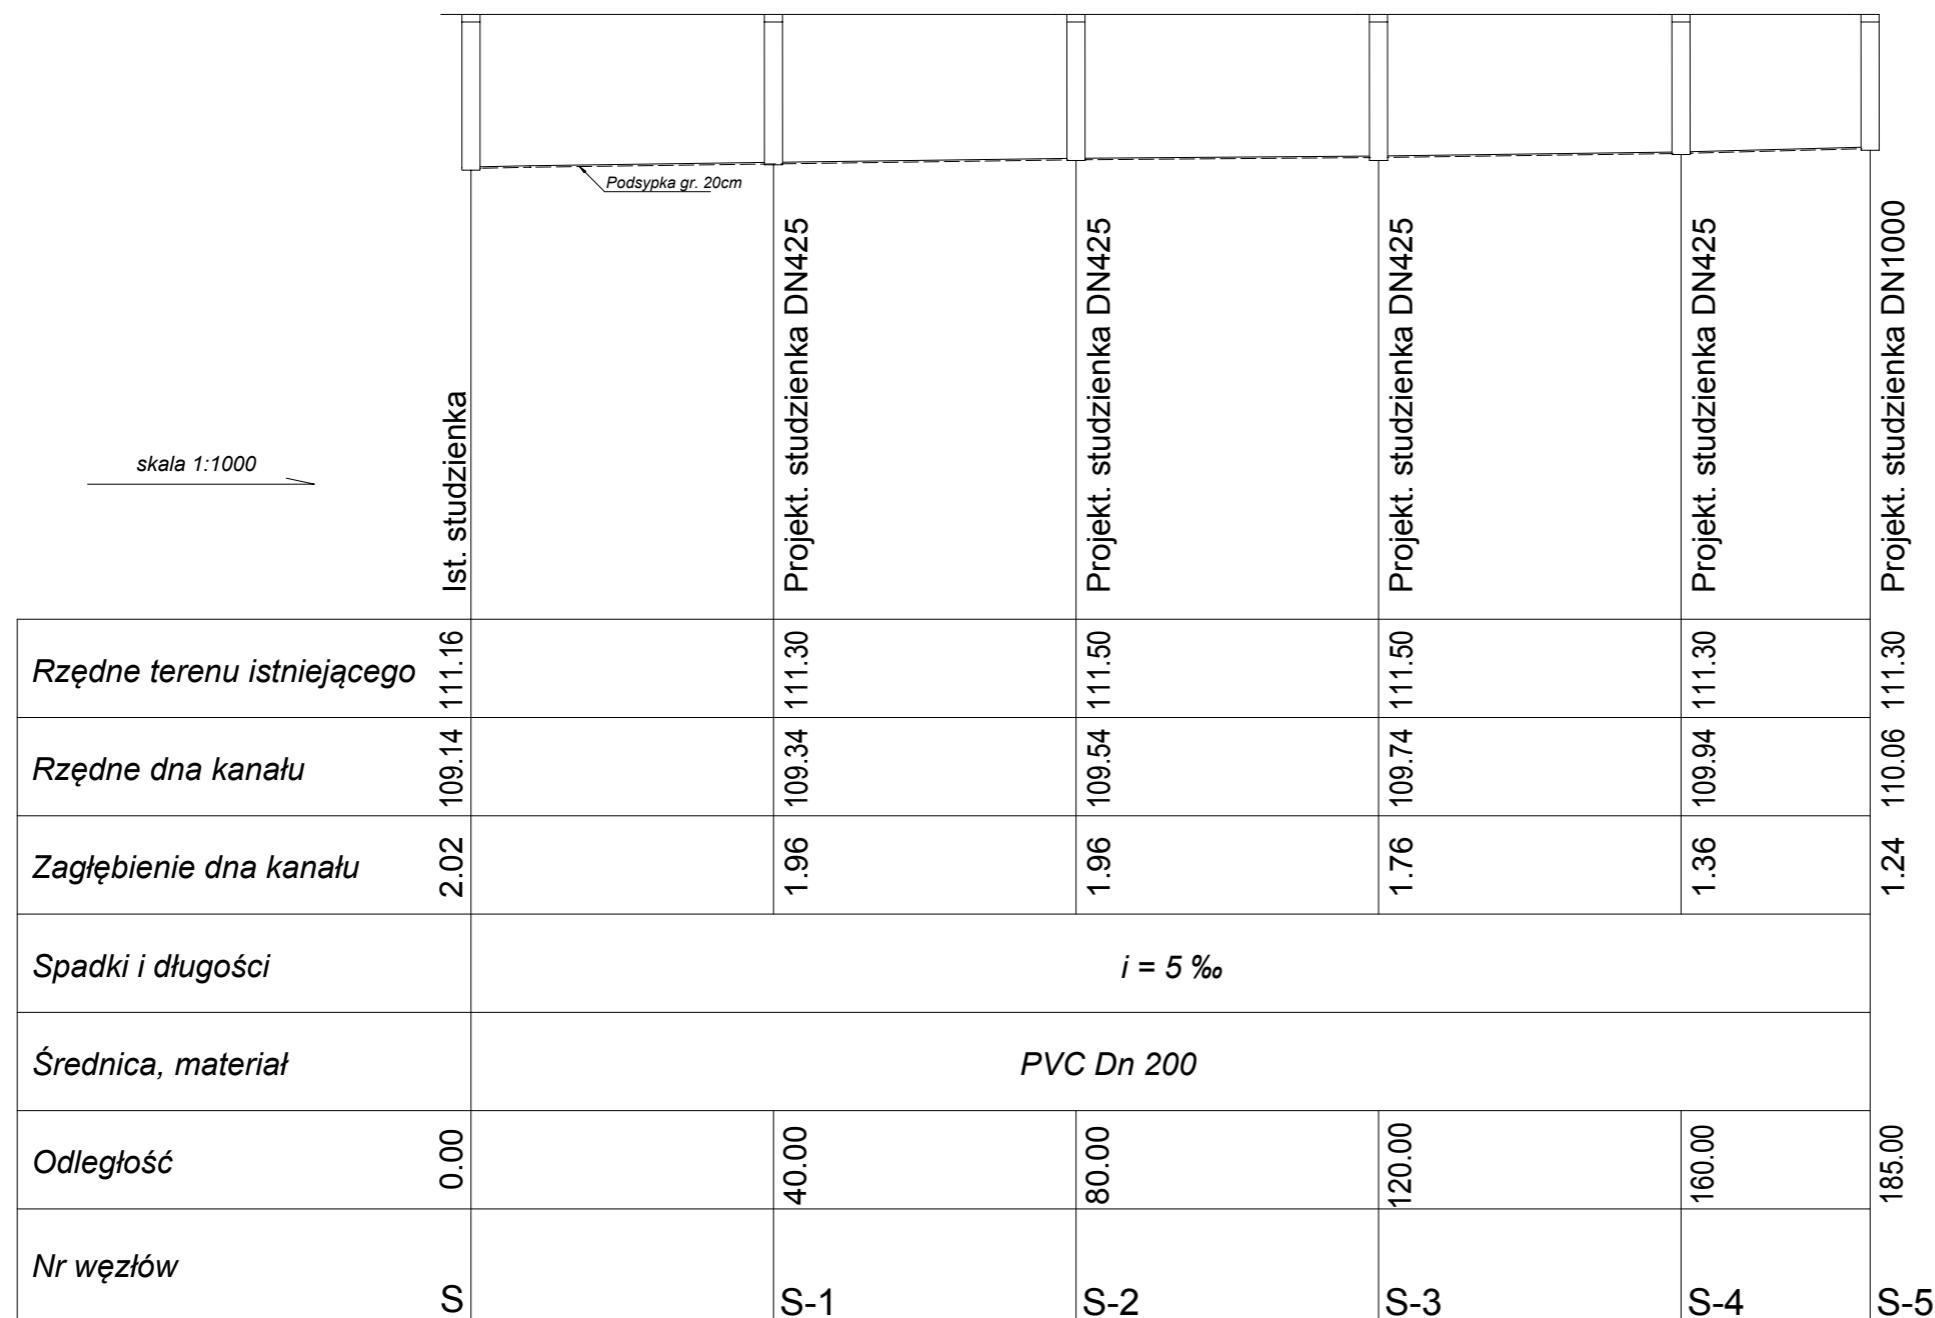 Podsypka gr. 20cm
skala 1:1000
Ist. studzienka
Projekt. studzienka DN425
Projekt. studzienka DN425
Projekt. studzienka DN425
Projekt. studzienka DN425
Projekt. studzienka DN1000
Rzędne terenu istniejącego 111.16 111.30 111.50 111.50 111.30 111.30
Rzędne dna kanału 109.14 109.34 109.54 109.74 109.94 110.06
Zagłębienie dna kanału 2.02 1.96 1.96 1.76 1.36 1.24
Spadki i długości i = 5 ‰
Średnica, materiał PVC Dn 200
Odległość 0.00 40.00 80.00 120.00 160.00 185.00
Nr węzłów S S-1 S-2 S-3 S-4 S-5